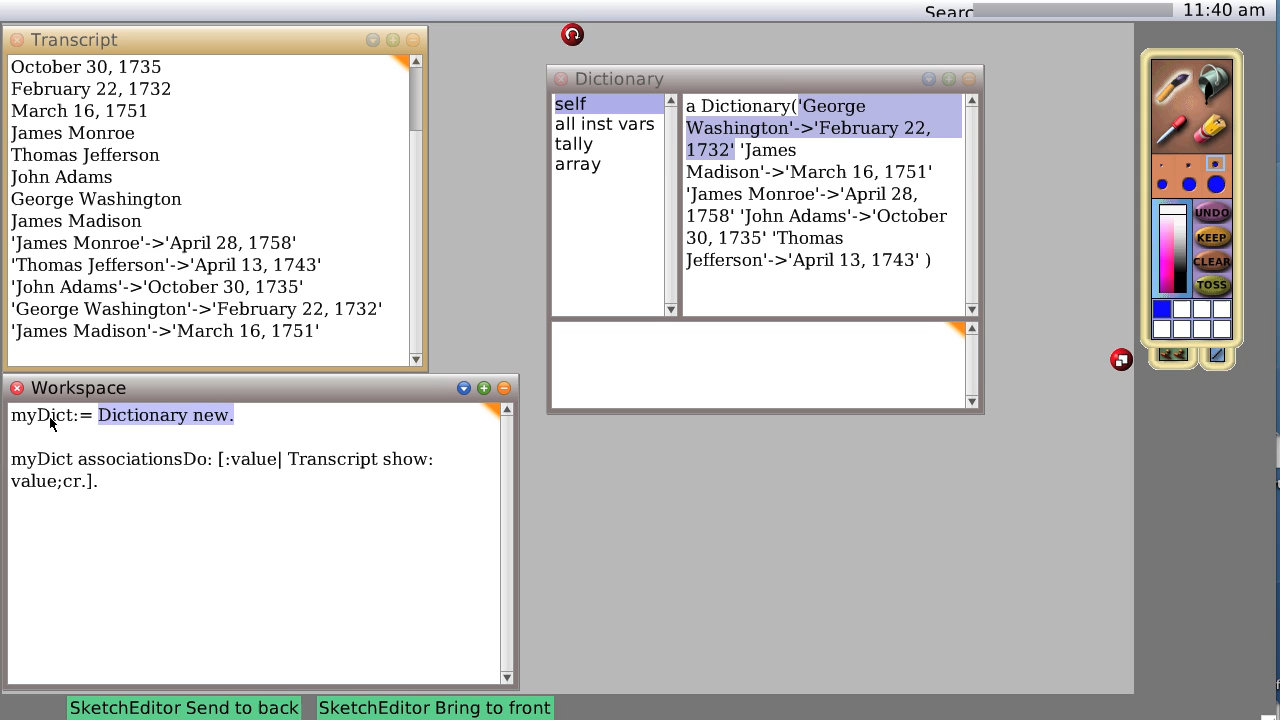 Searc
11:40 am
Transcript
October 30, 1735
February 22, 1732
March 16, 1751
James Monroe
Thomas Jefferson
John Adams
George Washington
James Madison
'James Monroe'->'April 28, 1758'
'Thomas Jefferson'->'April 13, 1743'
'John Adams'->'October 30, 1735'
'George Washington'->'February 22, 1732'
'James Madison'->'March 16, 1751'
Dictionary
self
all inst vars
tally
array
a Dictionary('George
Washington'->'February 22,
1732' 'James
Madison'->'March 16, 1751'
'James Monroe'->'April 28,
1758' 'John Adams'->'October
30, 1735' 'Thomas
Jefferson'->'April 13, 1743' )
UNDO
KEEP
CLEAR
TOSS
Workspace
myDict:= Dictionary new.
myDict associationsDo: [:value| Transcript show:
value;cr.].
SketchEditor Send to back
SketchEditor Bring to front